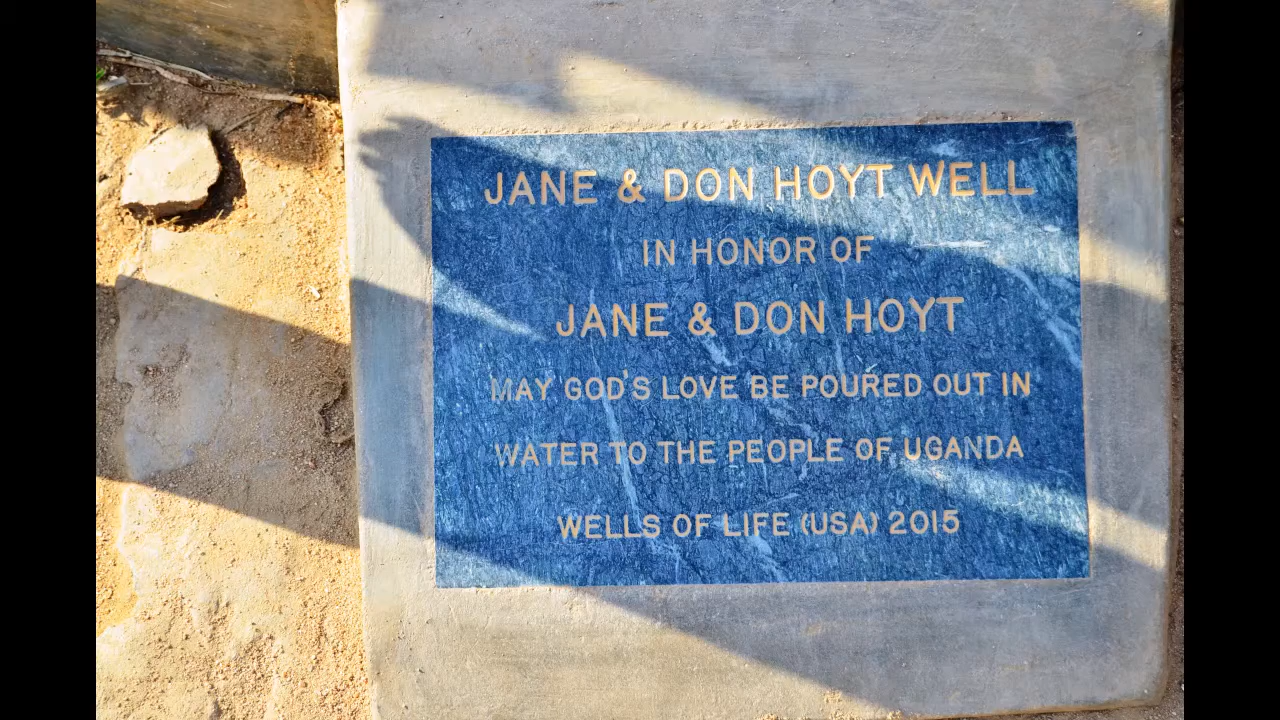 JANE & DON HOYT WELL
IN HONOR OF
JANE & DON HOYT
MAY GOD'S LOVE BE POURED OUT IN
WATER TO THE PEOPLE OF UGANDA
WELLS OF LIFE (USA) 2015